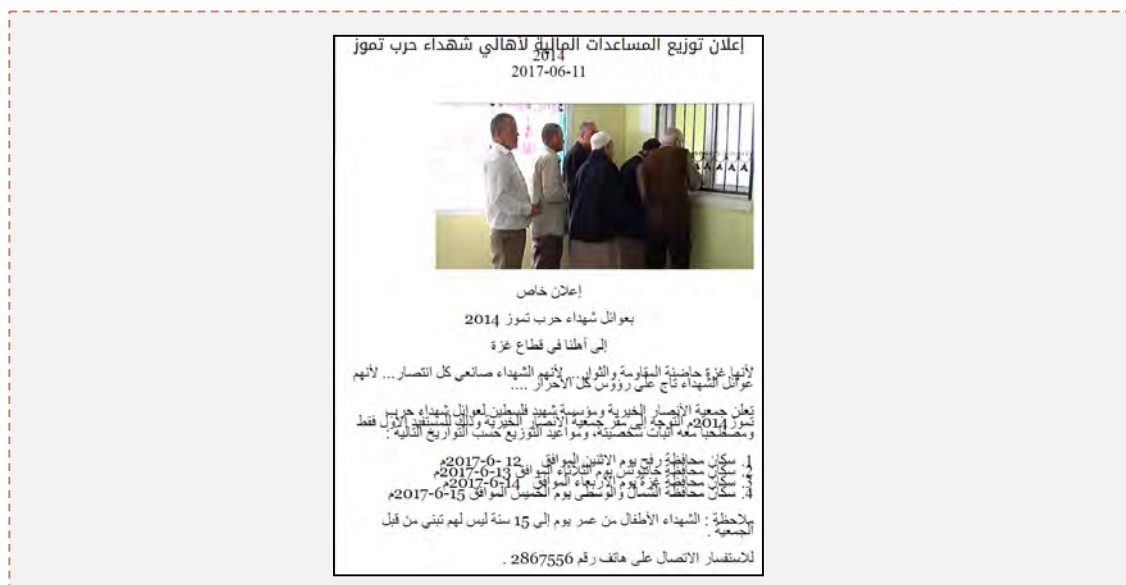 إعلان توزيع المساعدات المالية لأهالي شهداء حرب تموز
2014
2017-06-11
إعلان خاص
بعوائل شهداء حرب تموز 2014
إلى أهلنا في قطاع غزة
لأنها غزة حاضنة المقاومة والثوار... لأنهم الشهداء صانعي كل انتصار... لأنهم
عوائل الشهداء تاج على رؤوس كل الأحرار ....
تعلن جمعية الأنصار الخيرية ومؤسسة شهيد فلسطين لعوائل شهداء حرب
تموز2014م التوجه إلى مقر جمعية الأنصار الخيرية وذلك للمستفيد الأول فقط
ومصطحباً معه اثبات شخصيته، ومواعيد التوزيع حسب التواريخ التالية :
1. سكان محافظة رفح يوم الاثنين الموافق 12 -6-2017م
2. سكان محافظة خانيونس يوم الثلاثاء الموافق 13-6-2017م
3. سكان محافظة غزة يوم الأربعاء الموافق 14-6-2017م
4. سكان محافظة الشمال والوسطى يوم الخميس الموافق 15-6-2017م
ملاحظة : الشهداء الأطفال من عمر يوم إلى 15 سنة ليس لهم تبني من قبل
الجمعية .
للاستفسار الاتصال على هاتف رقم 2867556 .